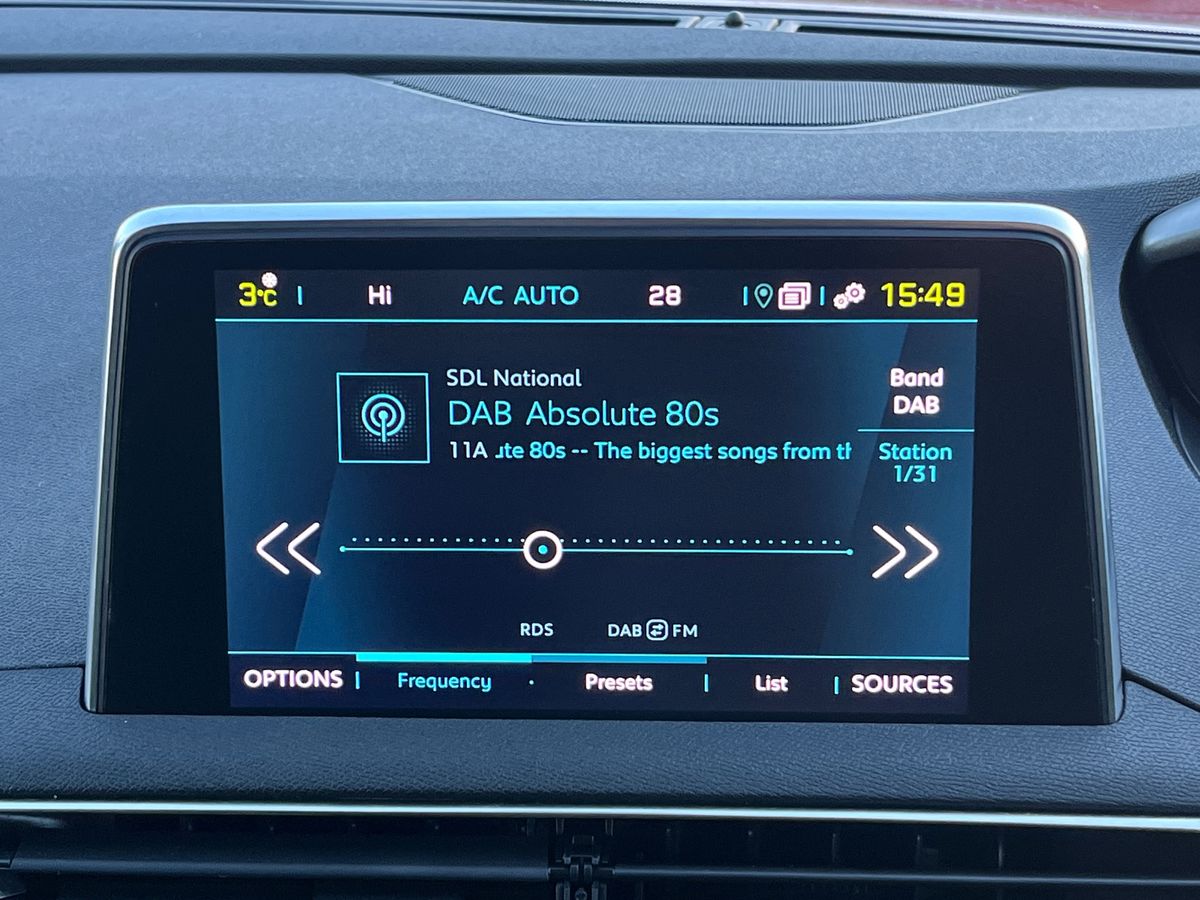 3°C Hi A/C AUTO 28 15:49
SDL National
DAB Absolute 80s
11A ute 80s -- The biggest songs from th
Band
DAB
Station
1/31
RDS DAB FM
OPTIONS Frequency · Presets List SOURCES